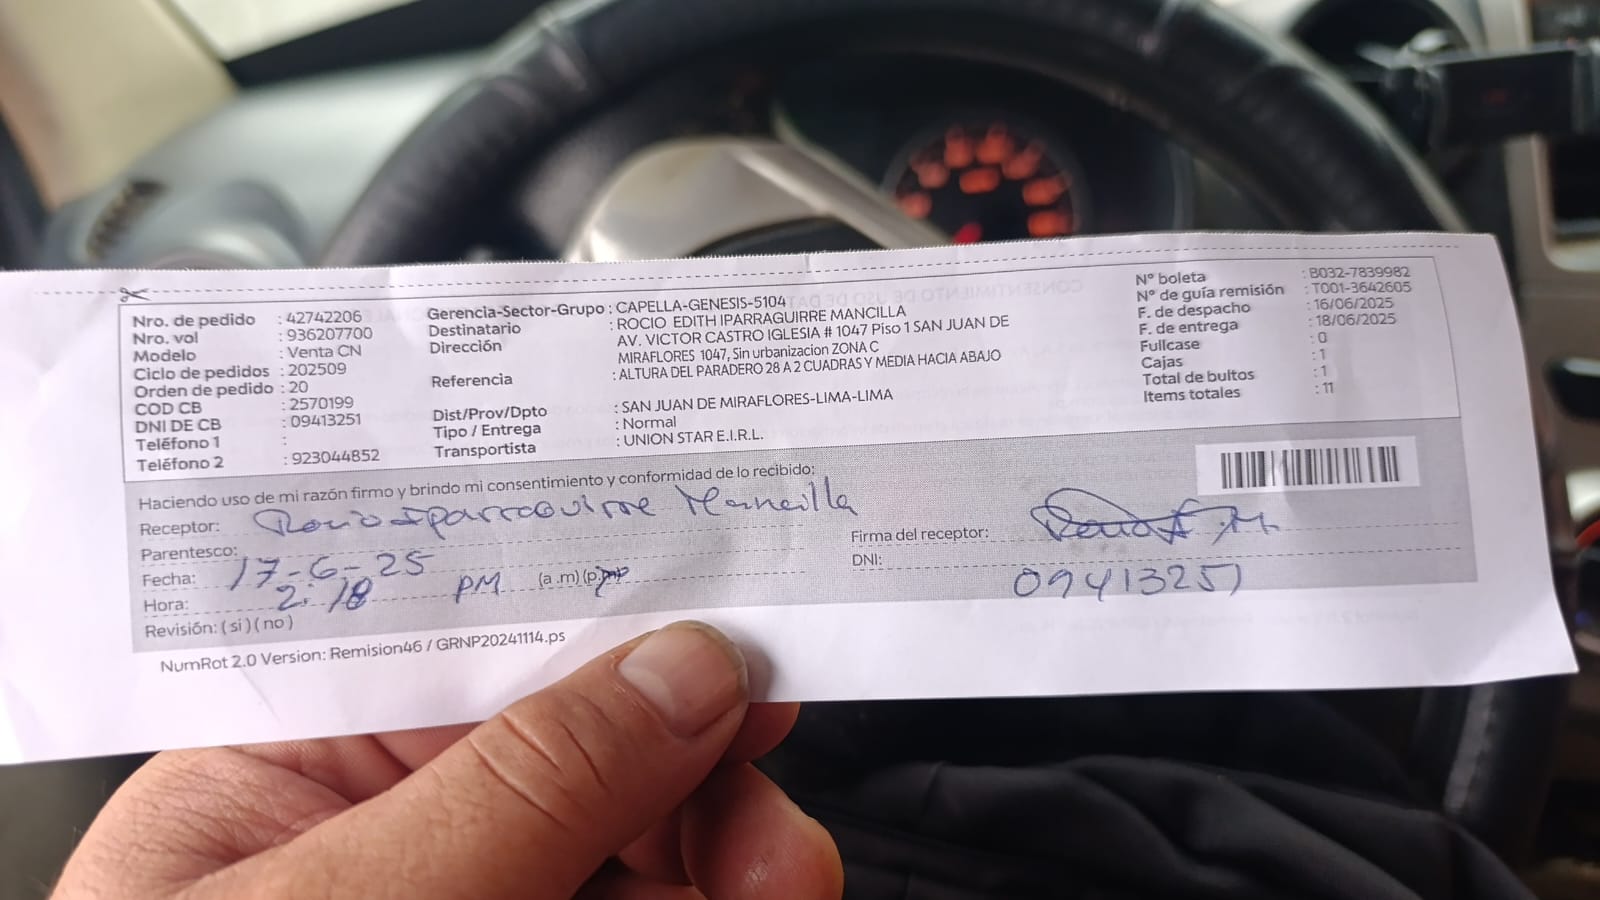 Nro. de pedido : 42742206
Nro. vol : 936207700
Modelo : Venta CN
Ciclo de pedidos : 202509
Orden de pedido : 20
COD CB : 2570199
DNI DE CB : 09413251
Teléfono 1 :
Teléfono 2 : 923044852
Gerencia-Sector-Grupo : CAPELLA-GENESIS-5104
Destinatario : ROCIO EDITH IPARRAGUIRRE MANCILLA
Dirección AV. VICTOR CASTRO IGLESIA # 1047 Piso 1 SAN JUAN DE
MIRAFLORES 1047, Sin urbanizacion ZONA C
Referencia : ALTURA DEL PARADERO 28 A 2 CUADRAS Y MEDIA HACIA ABAJO
Dist/Prov/Dpto : SAN JUAN DE MIRAFLORES-LIMA-LIMA
Tipo / Entrega : Normal
Transportista : UNION STAR E.I.R.L.
N° boleta : B032-7839982
N° de guía remisión : T001-3642605
F. de despacho : 16/06/2025
F. de entrega : 18/06/2025
Fullcase : 0
Cajas : 1
Total de bultos : 1
Items totales : 11
Haciendo uso de mi razón firmo y brindo mi consentimiento y conformidad de lo recibido:
Receptor: Rocio Iparraguirre Mancilla
Parentesco:
Fecha: 17-6-25
Hora: 2:18 PM (a.m) (p.m)
Revisión: ( si ) ( no )
Firma del receptor:
DNI: 09413251
NumRot 2.0 Version: Remision46 / GRNP20241114.ps